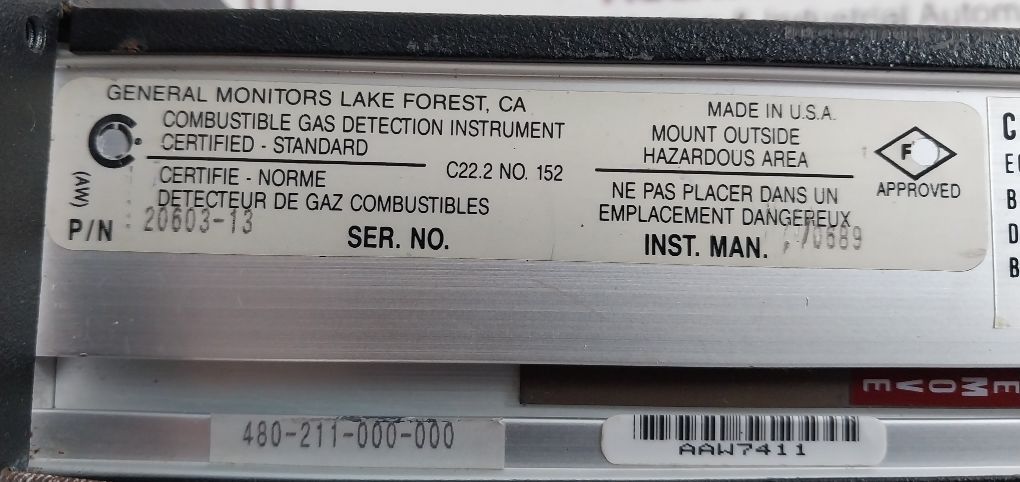 GENERAL MONITORS LAKE FOREST, CA
COMBUSTIBLE GAS DETECTION INSTRUMENT
CERTIFIED - STANDARD
C22.2 NO. 152
CERTIFIE - NORME
DETECTEUR DE GAZ COMBUSTIBLES
(AW)
P/N 20603-13
SER. NO.
MADE IN U.S.A.
MOUNT OUTSIDE
HAZARDOUS AREA
NE PAS PLACER DANS UN
EMPLACEMENT DANGEREUX
INST. MAN.
F
APPROVED
C
E
B
D
B
EMOVE
480-211-000-000
AAW7411